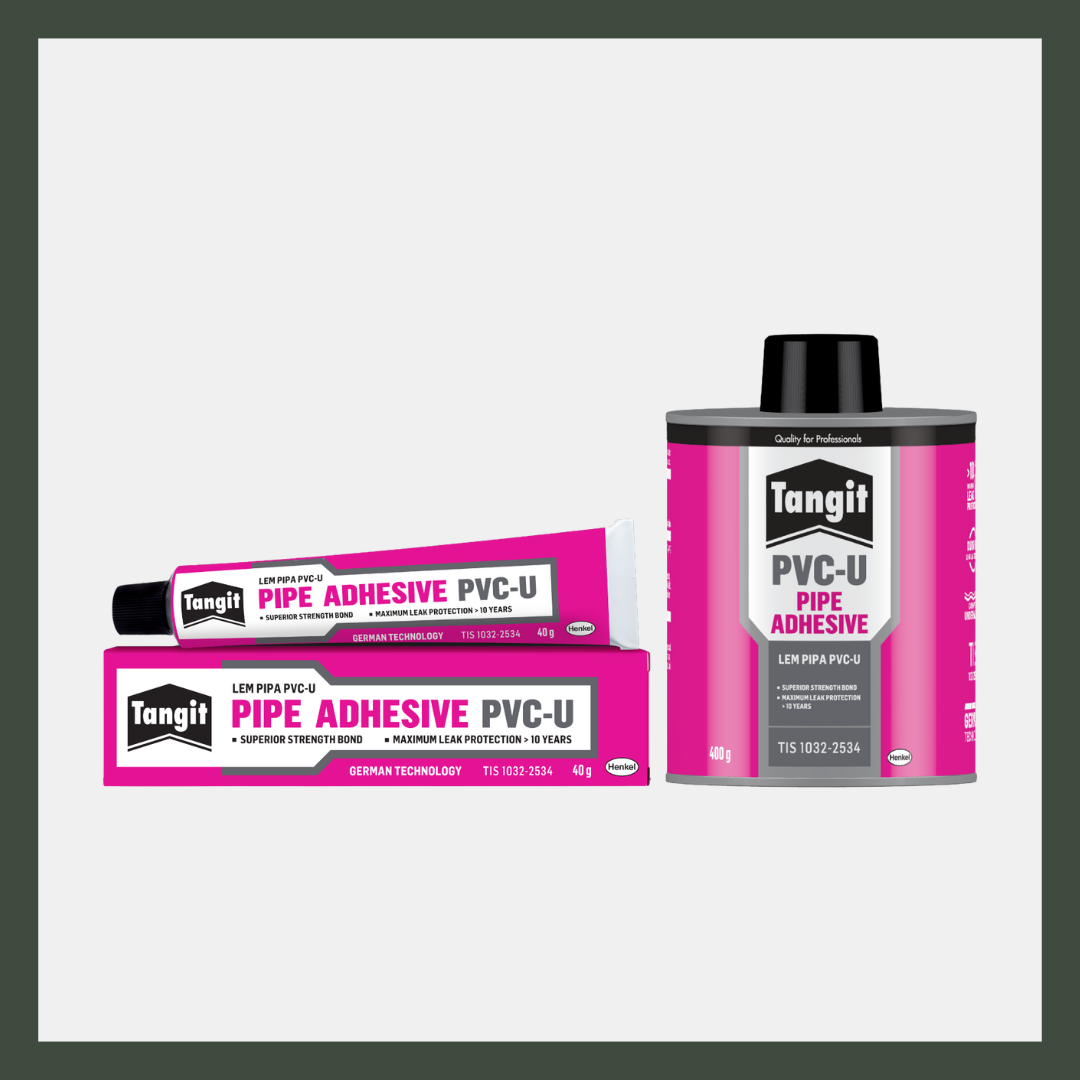 Tangit
LEM PIPA PVC-U
PIPE ADHESIVE PVC-U
▪ SUPERIOR STRENGTH BOND ▪ MAXIMUM LEAK PROTECTION > 10 YEARS
GERMAN TECHNOLOGY TIS 1032-2534 40 g Henkel
Tangit
LEM PIPA PVC-U
PIPE ADHESIVE PVC-U
▪ SUPERIOR STRENGTH BOND ▪ MAXIMUM LEAK PROTECTION > 10 YEARS
GERMAN TECHNOLOGY TIS 1032-2534 40 g Henkel
Quality for Professionals
Tangit
PVC-U
PIPE
ADHESIVE
LEM PIPA PVC-U
▪ SUPERIOR STRENGTH BOND
▪ MAXIMUM LEAK PROTECTION
> 10 YEARS
400 g
TIS 1032-2534
Henkel